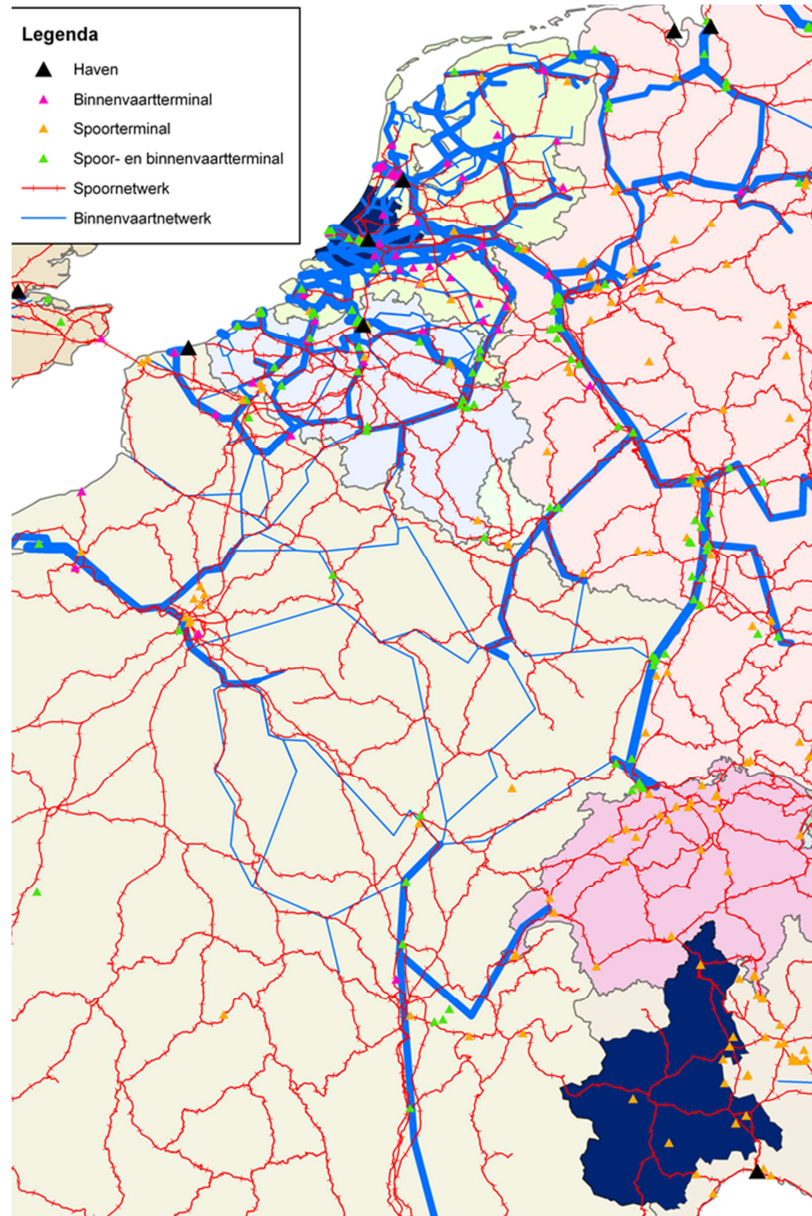 Legenda
Haven
Binnenvaartterminal
Spoorterminal
Spoor- en binnenvaartterminal
Spoornetwerk
Binnenvaartnetwerk